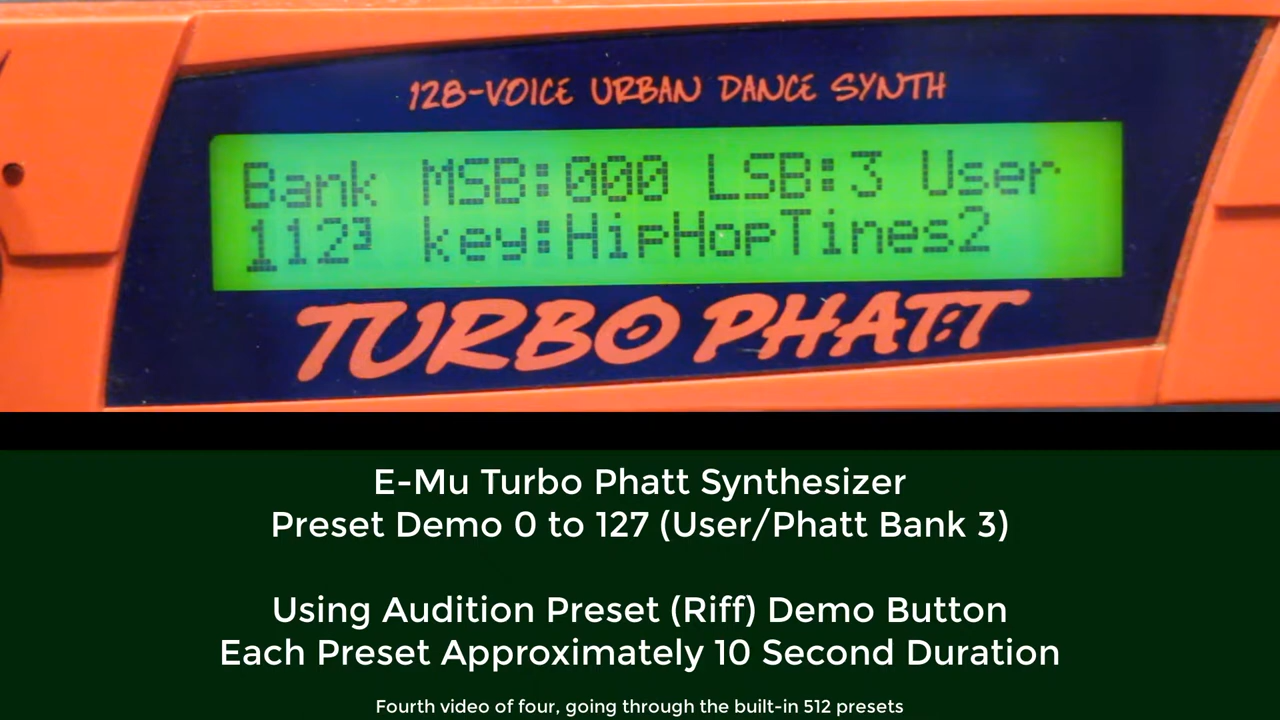 128-VOICE URBAN DANCE SYNTH
Bank MSB:000 LSB:3 User
112³ key:HipHopTines2
TURBO PHATT
E-Mu Turbo Phatt Synthesizer
Preset Demo 0 to 127 (User/Phatt Bank 3)
Using Audition Preset (Riff) Demo Button
Each Preset Approximately 10 Second Duration
Fourth video of four, going through the built-in 512 presets